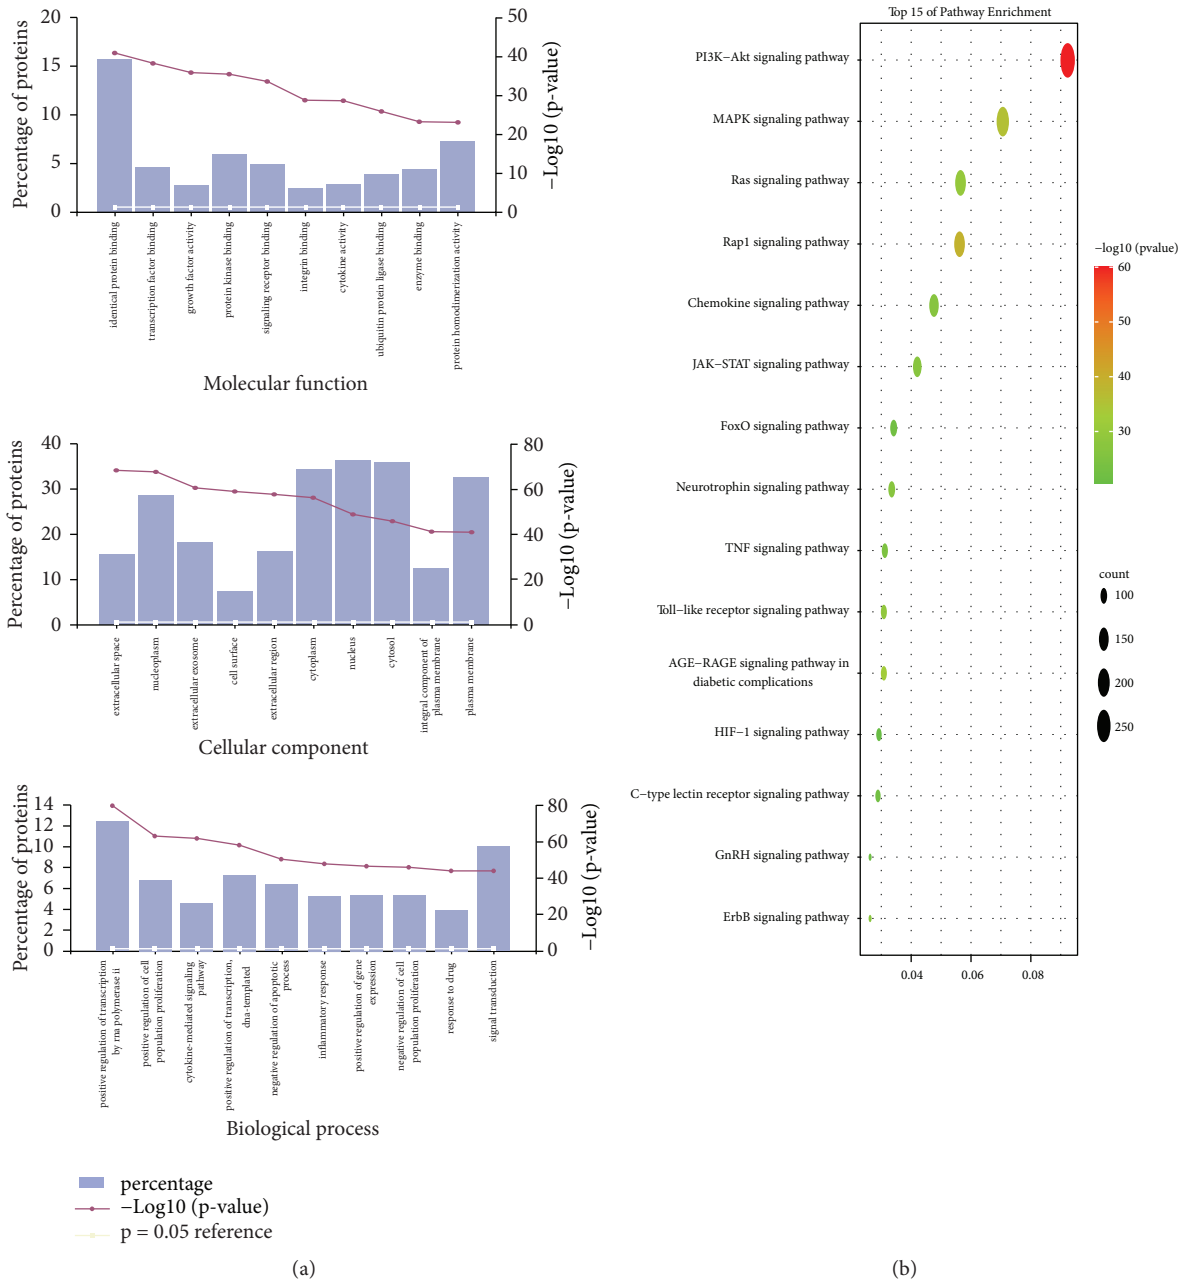 20
15
10
5
0
Percentage of proteins
50
40
30
20
10
0
−Log10 (p-value)
identical protein binding
transcription factor binding
growth factor activity
protein kinase binding
signaling receptor binding
integrin binding
cytokine activity
ubiquitin protein ligase binding
enzyme binding
protein homodimerization activity
Molecular function
40
30
20
10
0
Percentage of proteins
80
60
40
20
0
−Log10 (p-value)
extracellular space
nucleoplasm
extracellular exosome
cell surface
extracellular region
cytoplasm
nucleus
cytosol
integral component of
plasma membrane
plasma membrane
Cellular component
14
12
10
8
6
4
2
0
Percentage of proteins
80
60
40
20
0
−Log10 (p-value)
positive regulation of transcription
by rna polymerase ii
positive regulation of cell
population proliferation
cytokine-mediated signaling
pathway
positive regulation of transcription,
dna-templated
negative regulation of apoptotic
process
inflammatory response
positive regulation of gene
expression
negative regulation of cell
population proliferation
response to drug
signal transduction
Biological process
percentage
−Log10 (p-value)
p = 0.05 reference
(a)
Top 15 of Pathway Enrichment
PI3K−Akt signaling pathway
MAPK signaling pathway
Ras signaling pathway
Rap1 signaling pathway
Chemokine signaling pathway
JAK−STAT signaling pathway
FoxO signaling pathway
Neurotrophin signaling pathway
TNF signaling pathway
Toll−like receptor signaling pathway
AGE−RAGE signaling pathway in
diabetic complications
HIF−1 signaling pathway
C−type lectin receptor signaling pathway
GnRH signaling pathway
ErbB signaling pathway
0.04
0.06
0.08
−log10 (pvalue)
60
50
40
30
count
100
150
200
250
(b)